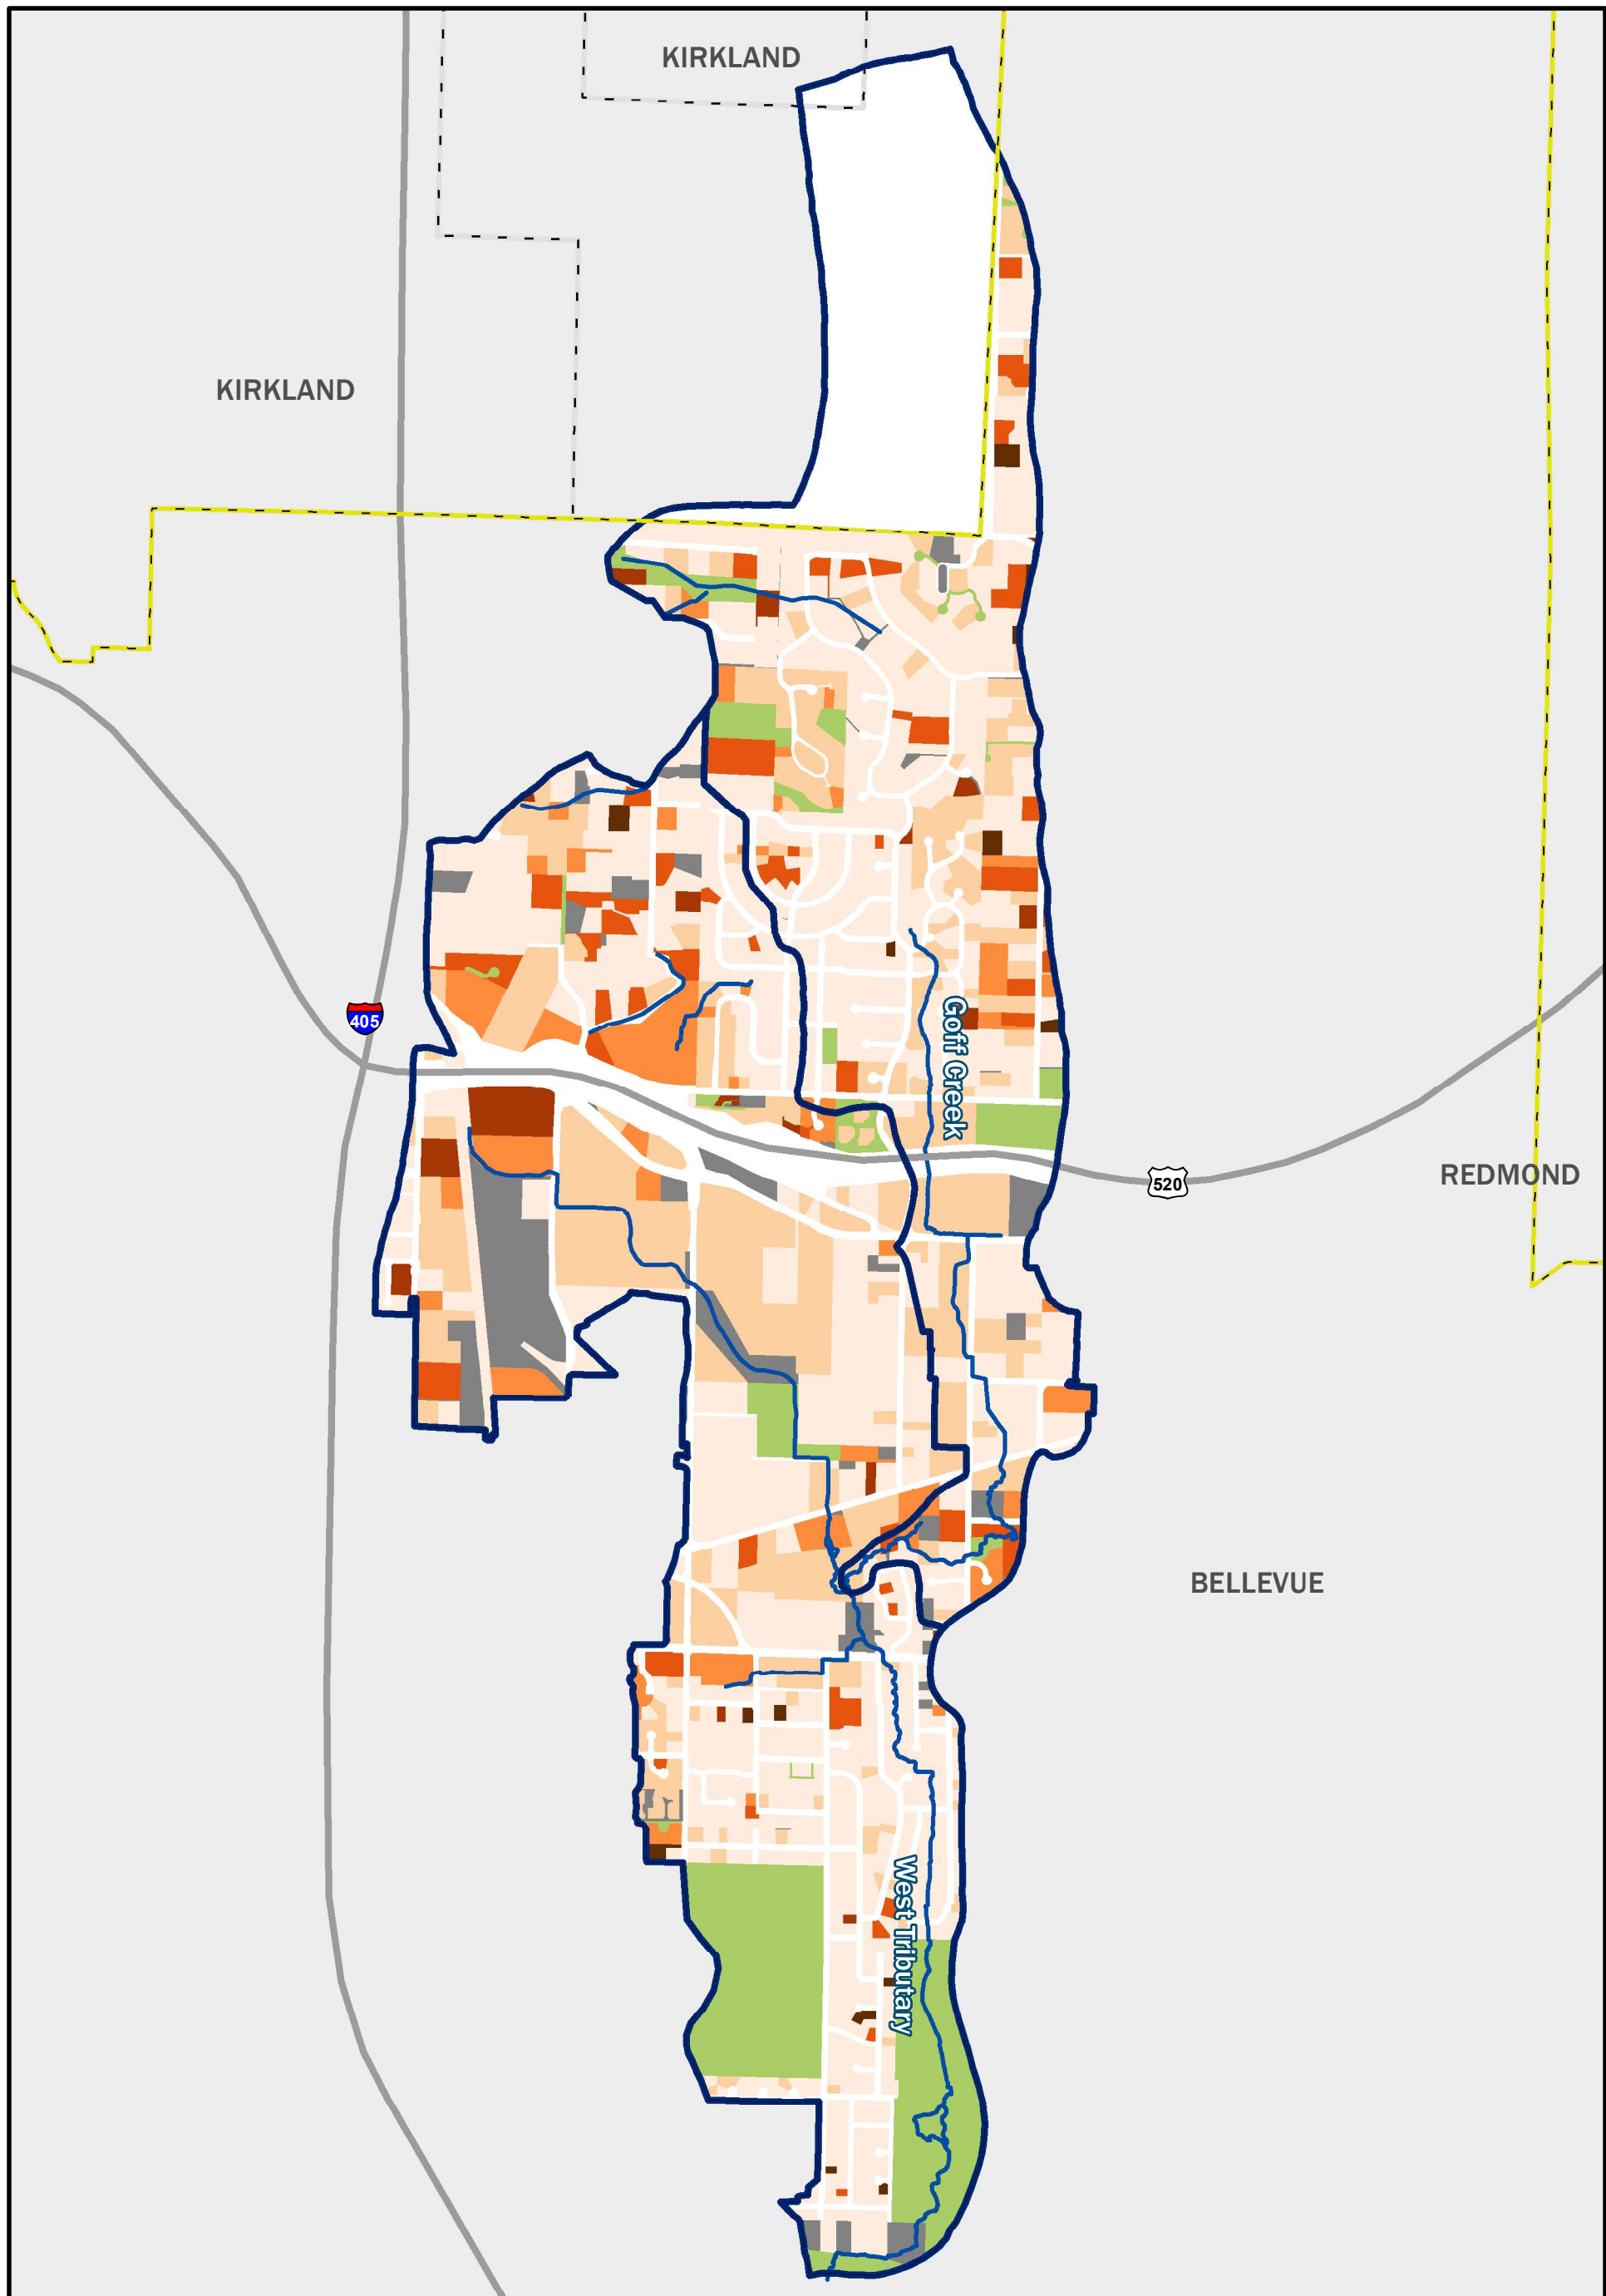 KIRKLAND
KIRKLAND
405
Goff Creek
520
REDMOND
BELLEVUE
West Tributary